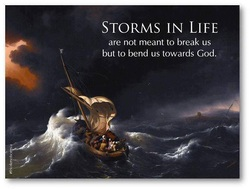 STORMS IN LIFE
are not meant to break us
but to bend us towards God.